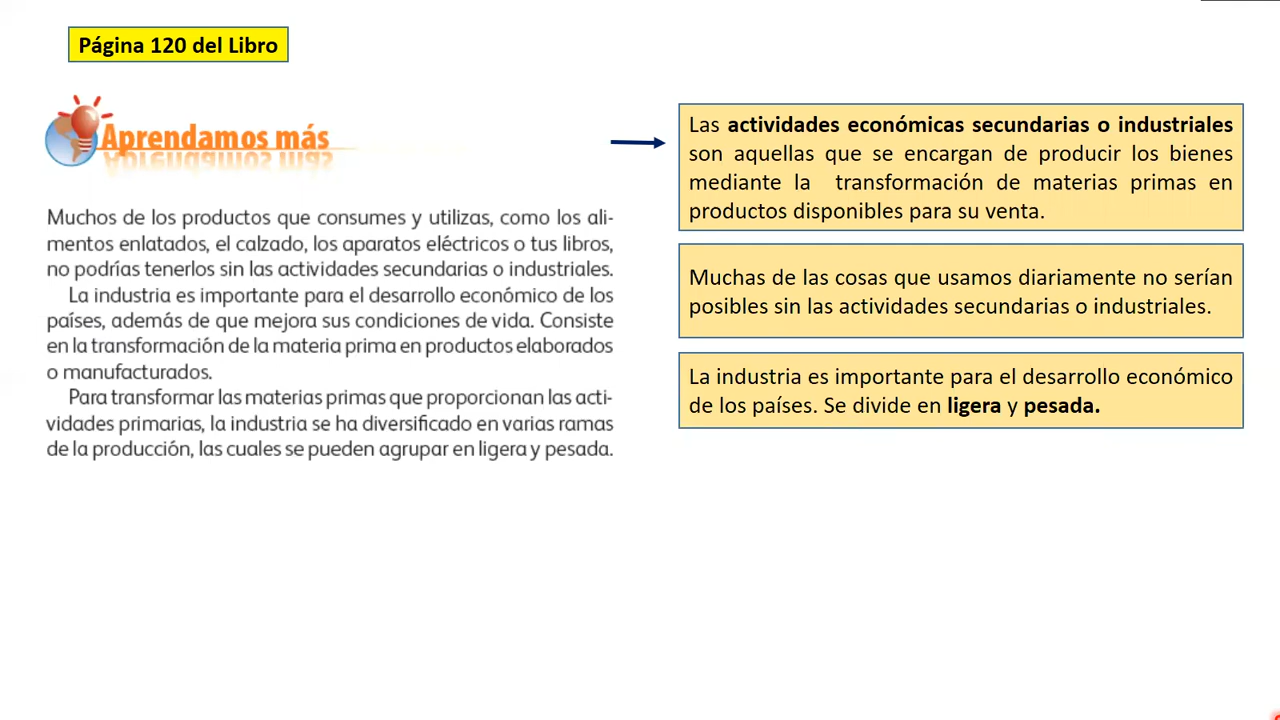 Página 120 del Libro
Aprendamos más
Muchos de los productos que consumes y utilizas, como los ali-
mentos enlatados, el calzado, los aparatos eléctricos o tus libros,
no podrías tenerlos sin las actividades secundarias o industriales.
La industria es importante para el desarrollo económico de los
países, además de que mejora sus condiciones de vida. Consiste
en la transformación de la materia prima en productos elaborados
o manufacturados.
Para transformar las materias primas que proporcionan las acti-
vidades primarias, la industria se ha diversificado en varias ramas
de la producción, las cuales se pueden agrupar en ligera y pesada.
Las actividades económicas secundarias o industriales
son aquellas que se encargan de producir los bienes
mediante la transformación de materias primas en
productos disponibles para su venta.
Muchas de las cosas que usamos diariamente no serían
posibles sin las actividades secundarias o industriales.
La industria es importante para el desarrollo económico
de los países. Se divide en ligera y pesada.